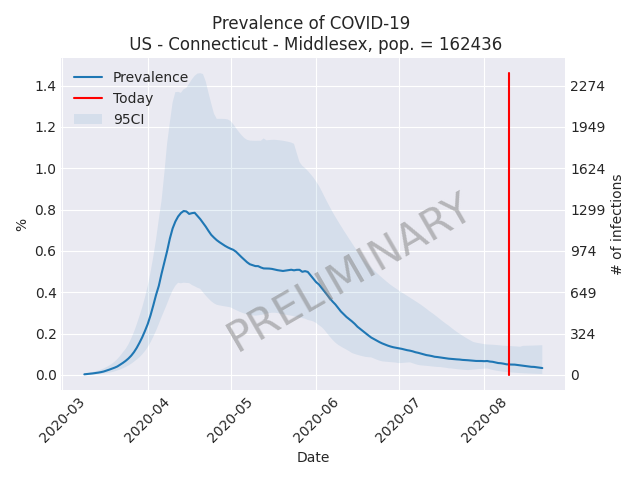 Prevalence of COVID-19
US - Connecticut - Middlesex, pop. = 162436
Prevalence
Today
95CI
1.4
1.2
1.0
0.8
0.6
0.4
0.2
0.0
%
2274
1949
1624
1299
974
649
324
0
# of infections
PRELIMINARY
2020-03
2020-04
2020-05
2020-06
2020-07
2020-08
Date